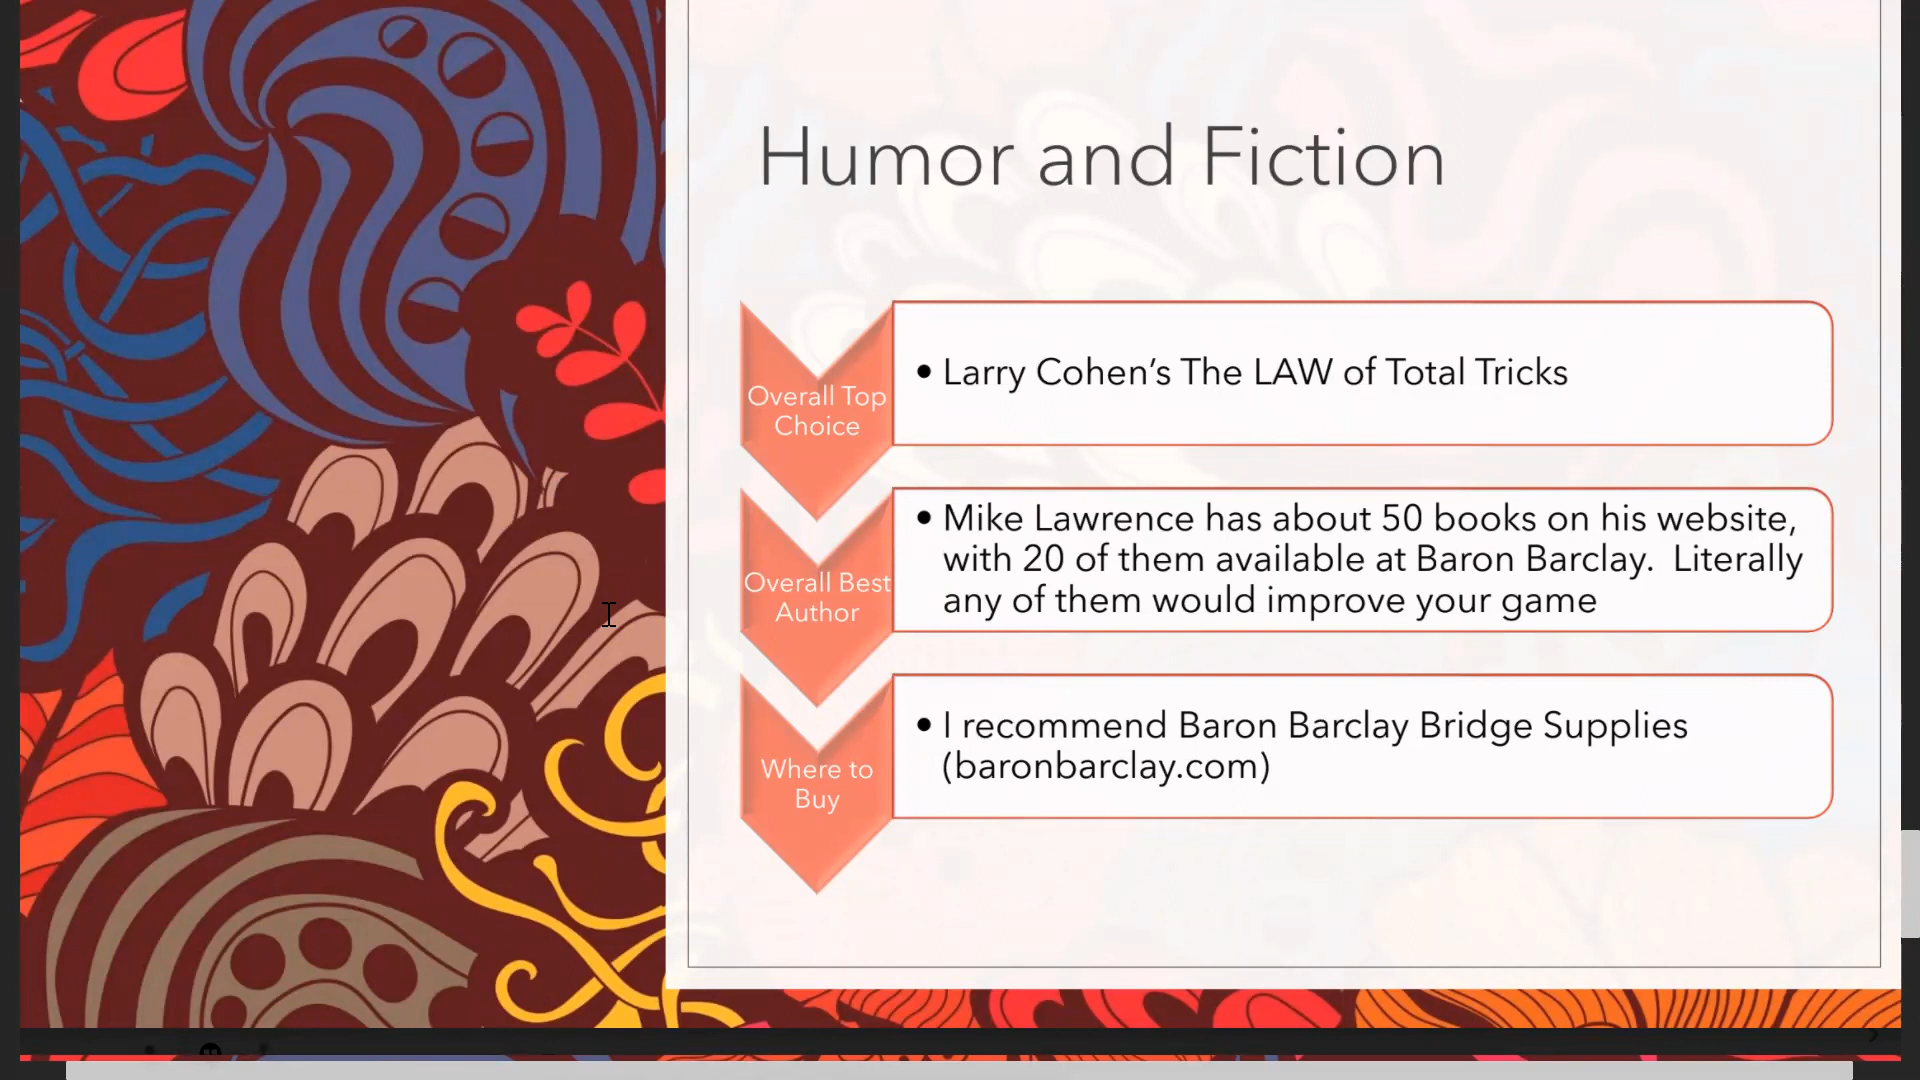 Humor and Fiction
Overall Top
Choice
• Larry Cohen’s The LAW of Total Tricks
Overall Best
Author
• Mike Lawrence has about 50 books on his website,
with 20 of them available at Baron Barclay.  Literally
any of them would improve your game
Where to
Buy
• I recommend Baron Barclay Bridge Supplies
(baronbarclay.com)